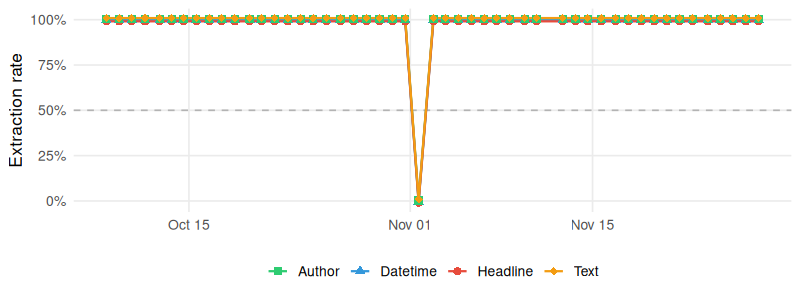 100%
75%
50%
25%
0%
Extraction rate
Oct 15 Nov 01 Nov 15
Author Datetime Headline Text